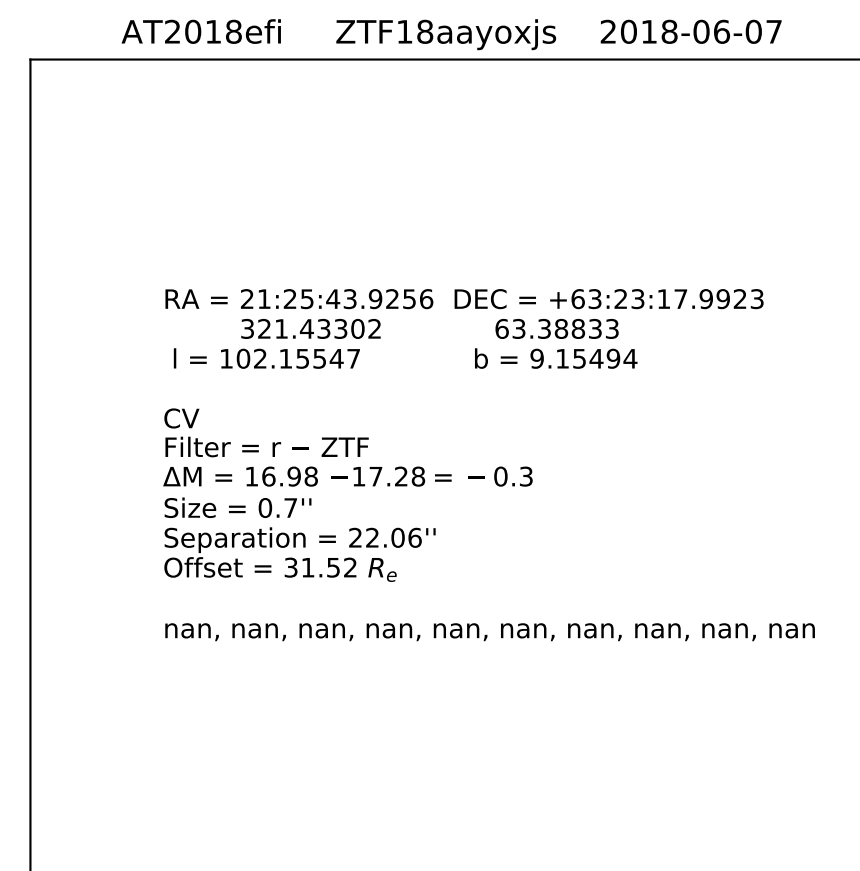 AT2018efi ZTF18aayoxjs 2018-06-07
RA = 21:25:43.9256 DEC = +63:23:17.9923
321.43302 63.38833
l = 102.15547 b = 9.15494
CV
Filter = r − ZTF
ΔM = 16.98 −17.28 = − 0.3
Size = 0.7''
Separation = 22.06''
Offset = 31.52 Re
nan, nan, nan, nan, nan, nan, nan, nan, nan, nan